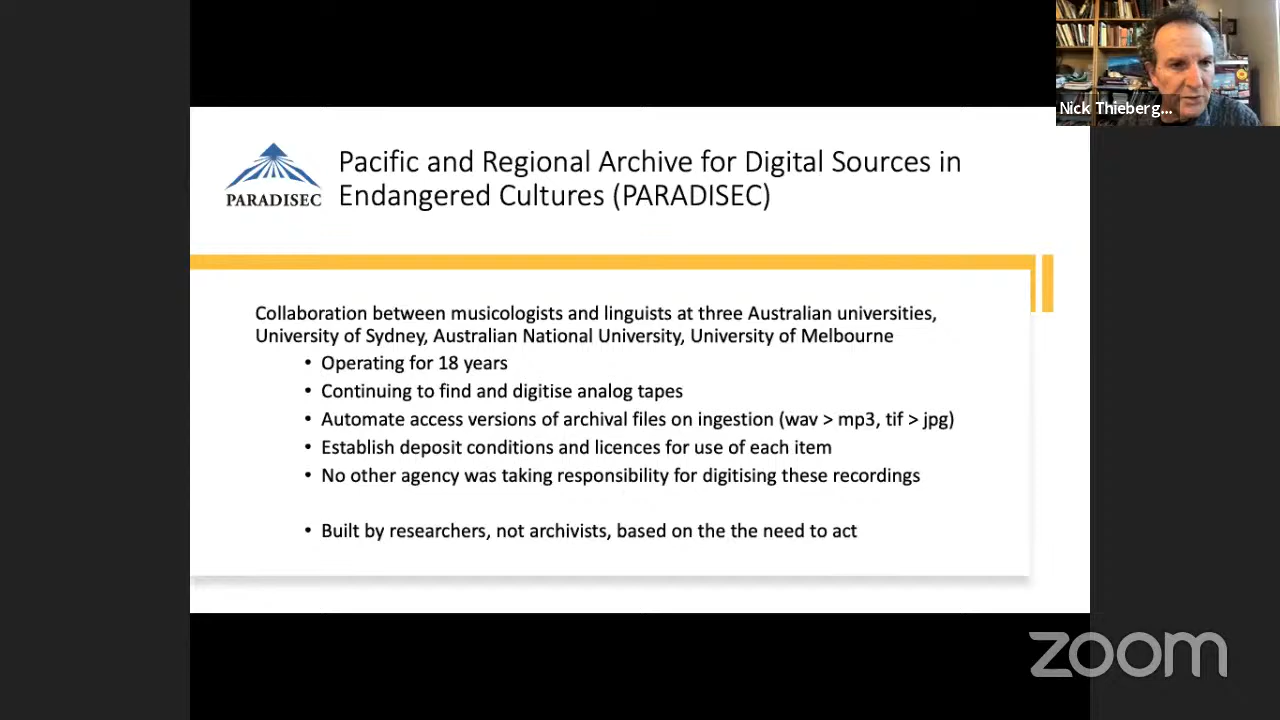 Nick Thieberg...
Pacific and Regional Archive for Digital Sources in
Endangered Cultures (PARADISEC)
PARADISEC
Collaboration between musicologists and linguists at three Australian universities,
University of Sydney, Australian National University, University of Melbourne
• Operating for 18 years
• Continuing to find and digitise analog tapes
• Automate access versions of archival files on ingestion (wav > mp3, tif > jpg)
• Establish deposit conditions and licences for use of each item
• No other agency was taking responsibility for digitising these recordings
• Built by researchers, not archivists, based on the the need to act
zoom